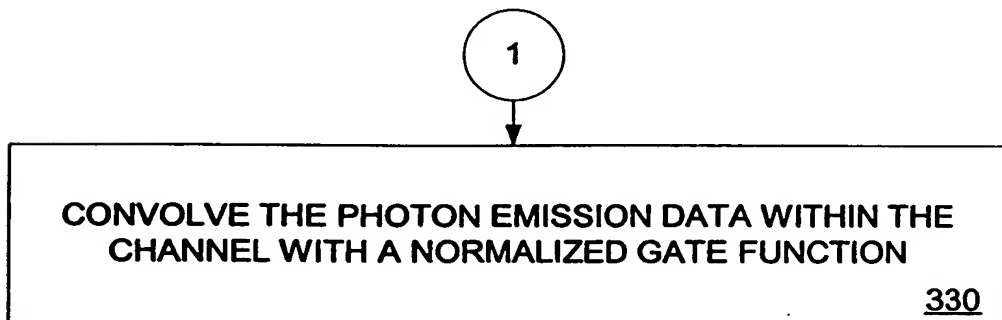 1
CONVOLVE THE PHOTON EMISSION DATA WITHIN THE
CHANNEL WITH A NORMALIZED GATE FUNCTION
330